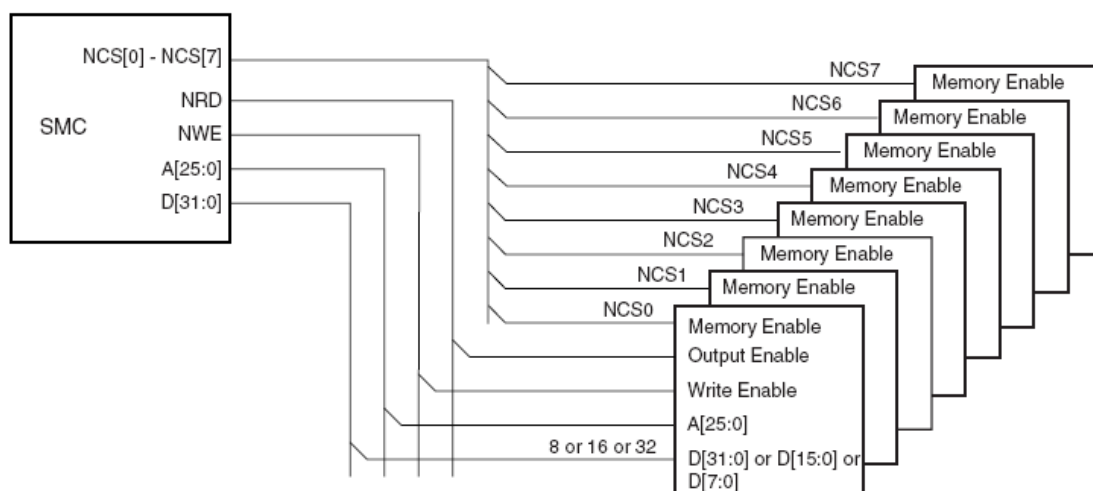 NCS[0] - NCS[7]
NRD
SMC
NWE
A[25:0]
D[31:0]
NCS7
Memory Enable
NCS6
Memory Enable
NCS5
Memory Enable
NCS4
Memory Enable
NCS3
Memory Enable
NCS2
Memory Enable
NCS1
Memory Enable
NCS0
Memory Enable
Output Enable
Write Enable
A[25:0]
8 or 16 or 32
D[31:0] or D[15:0] or
D[7:0]